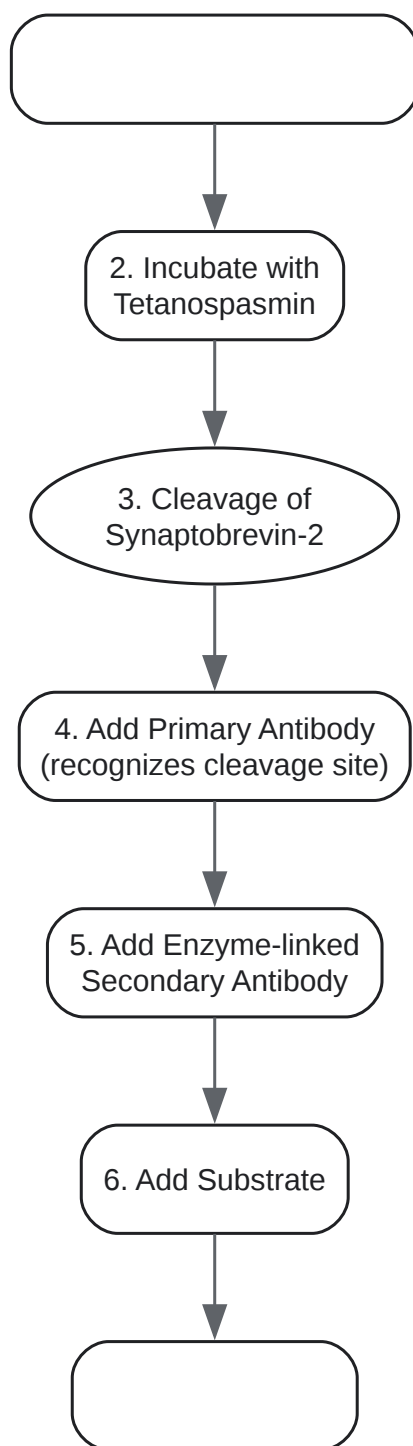 2. Incubate with
Tetanospasmin
3. Cleavage of
Synaptobrevin-2
4. Add Primary Antibody
(recognizes cleavage site)
5. Add Enzyme-linked
Secondary Antibody
6. Add Substrate